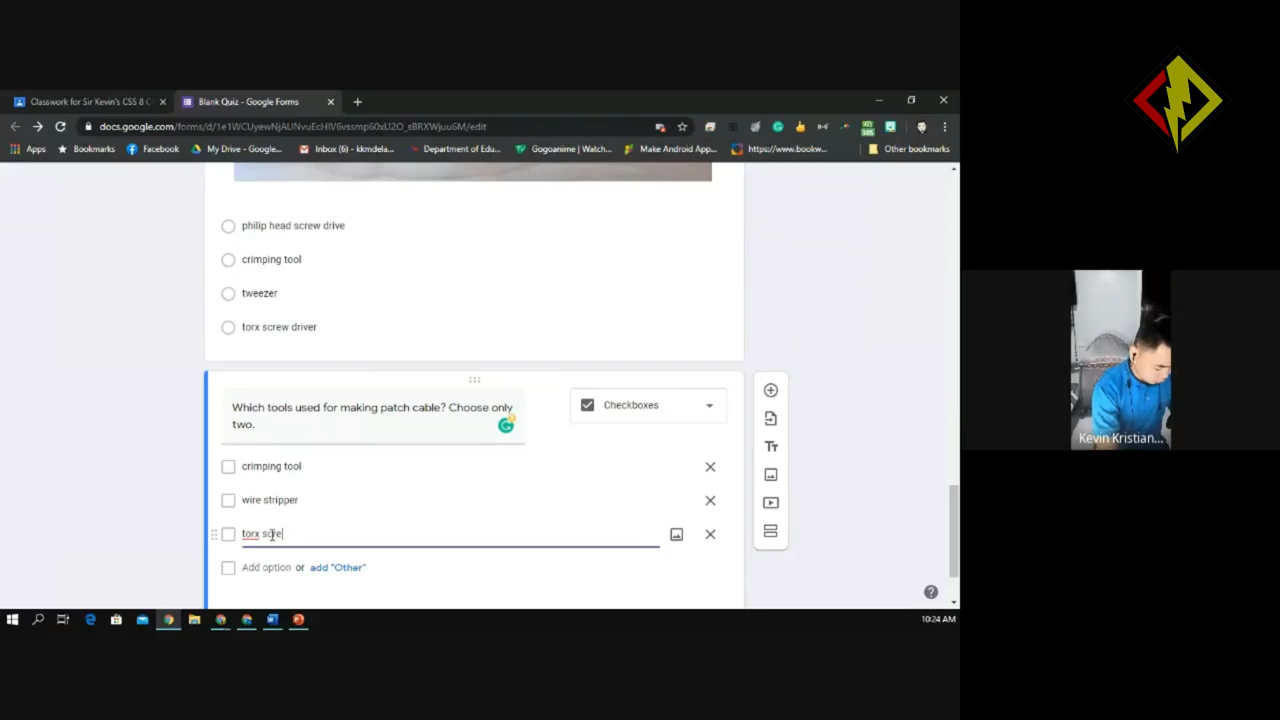 Classwork for Sir Kevin's CSS 8 C
Blank Quiz - Google Forms
docs.google.com/forms/d/1e1WCUyewNjAUNvuEcHIV6vssmp60xU2O_sBRXWjuu6M/edit
Apps
Bookmarks
Facebook
My Drive - Google...
Inbox (6) - kkmdela...
Department of Edu...
Gogoanime | Watch...
Make Android App...
https://www.bookw...
Other bookmarks
philip head screw drive
crimping tool
tweezer
torx screw driver
Which tools used for making patch cable? Choose only
two.
Checkboxes
crimping tool
wire stripper
torx scre
Add option or add "Other"
Kevin Kristian...
10:24 AM